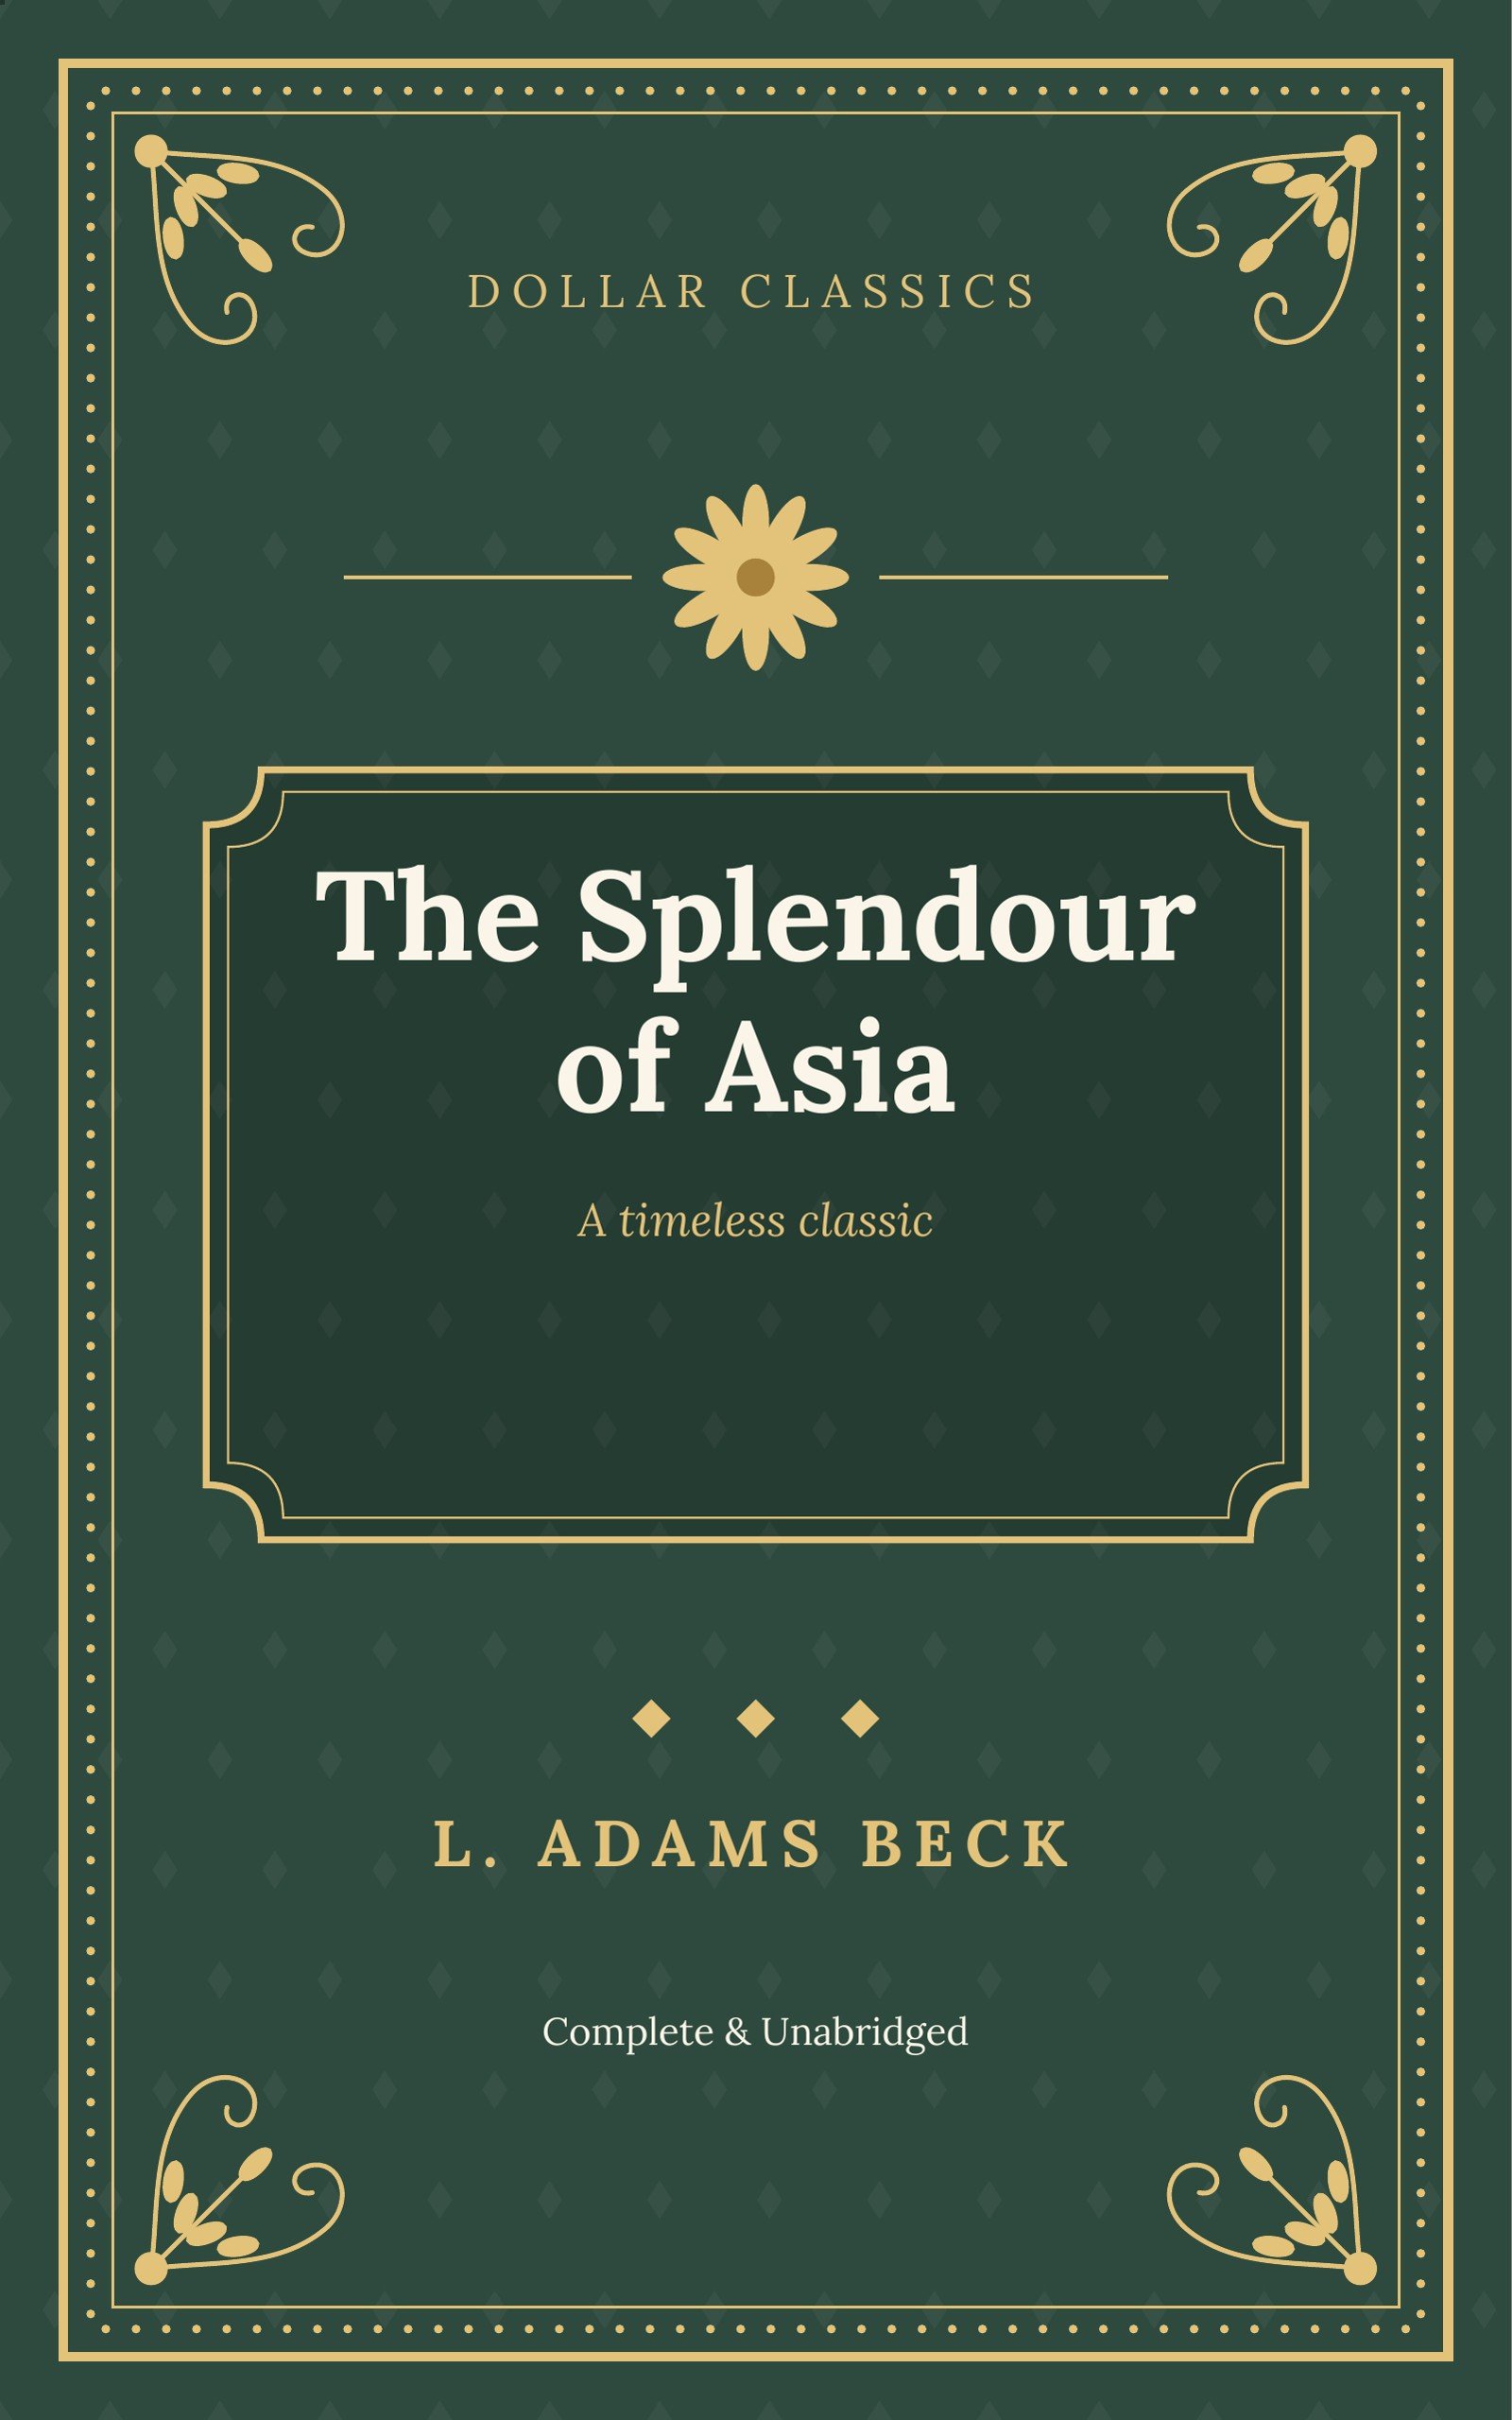 DOLLAR CLASSICS
The Splendour
of Asia
A timeless classic
L. ADAMS BECK
Complete & Unabridged